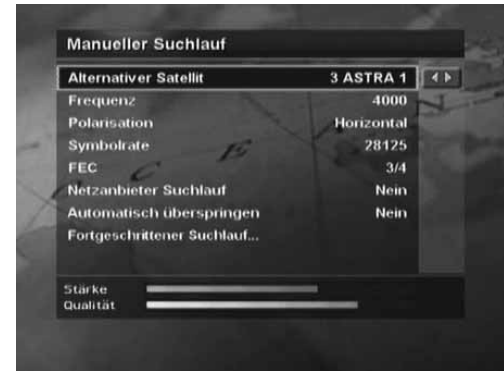 Manueller Suchlauf
Alternativer Satellit 3 ASTRA 1
Frequenz 4000
Polarisation Horizontal
Symbolrate 28125
FEC 3/4
Netzanbieter Suchlauf Nein
Automatisch überspringen Nein
Fortgeschrittener Suchlauf...
Stärke
Qualität